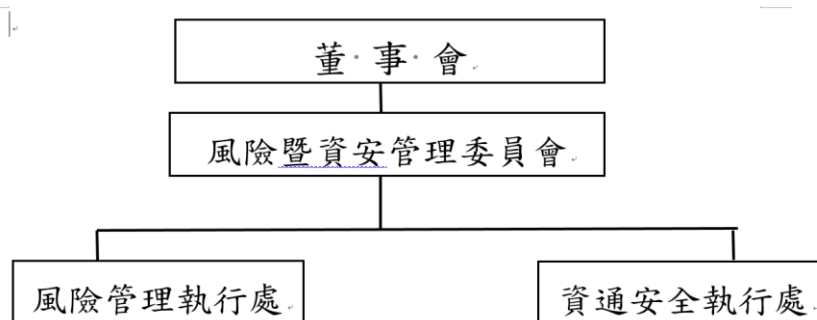 董事會
風險暨資安管理委員會
風險管理執行處
資通安全執行處